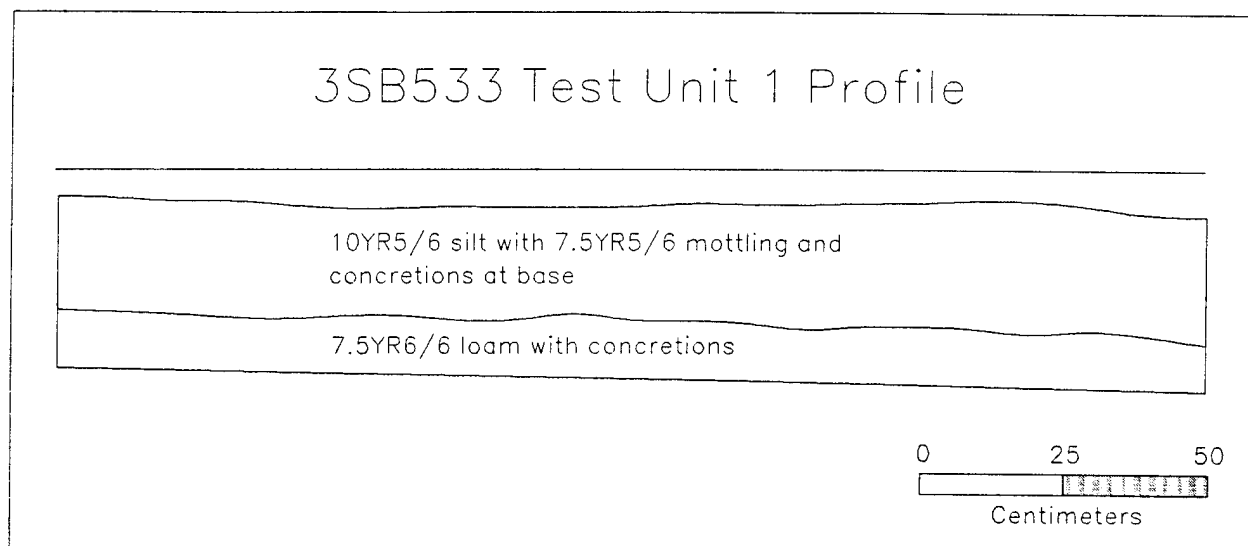 3SB533 Test Unit 1 Profile
10YR5/6 silt with 7.5YR5/6 mottling and
concretions at base
7.5YR6/6 loam with concretions
0 25 50
Centimeters